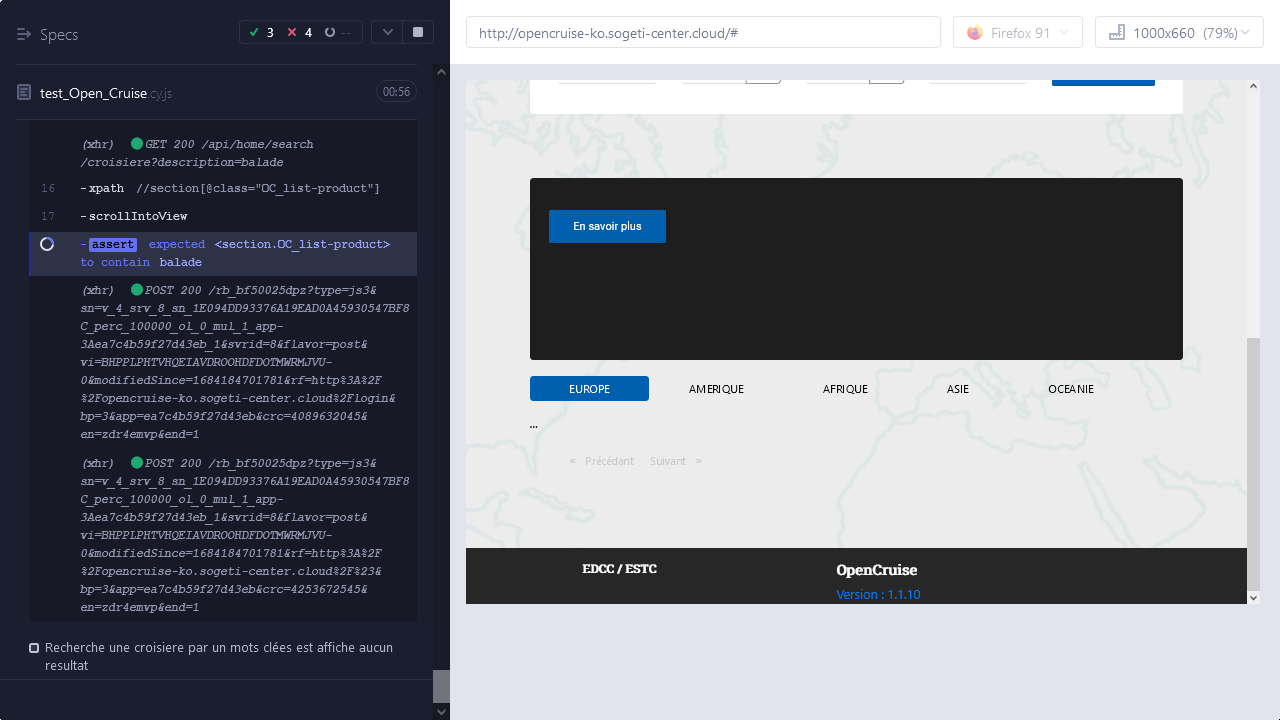 Specs
3
4
--
test_Open_Cruise.cy.js
00:56
(xhr) GET 200 /api/home/search
/croisiere?description=balade
16 -xpath //section[@class="OC_list-product"]
17 -scrollIntoView
-assert expected <section.OC_list-product>
to contain balade
(xhr) POST 200 /rb_bf50025dpz?type=js3&
sn=v_4_srv_8_sn_1E094DD93376A19EAD0A45930547BF8
C_perc_100000_ol_0_mul_1_app-
3Aea7c4b59f27d43eb_1&svrid=8&flavor=post&
vi=BHPPLPHTVHQEIAVDROOHDFDOTMWRMJVU-
0&modifiedSince=1684184701781&rf=http%3A%2F
%2Fopencruise-ko.sogeti-center.cloud%2Flogin&
bp=3&app=ea7c4b59f27d43eb&crc=4089632045&
en=zdr4emvp&end=1
(xhr) POST 200 /rb_bf50025dpz?type=js3&
sn=v_4_srv_8_sn_1E094DD93376A19EAD0A45930547BF8
C_perc_100000_ol_0_mul_1_app-
3Aea7c4b59f27d43eb_1&svrid=8&flavor=post&
vi=BHPPLPHTVHQEIAVDROOHDFDOTMWRMJVU-
0&modifiedSince=1684184701781&rf=http%3A%2F
%2Fopencruise-ko.sogeti-center.cloud%2F%23&
bp=3&app=ea7c4b59f27d43eb&crc=4253672545&
en=zdr4emvp&end=1
Recherche une croisiere par un mots clées est affiche aucun
resultat
http://opencruise-ko.sogeti-center.cloud/#
Firefox 91
1000x660 (79%)
En savoir plus
EUROPE AMERIQUE AFRIQUE ASIE OCEANIE
...
« Précédant Suivant »
EDCC / ESTC
OpenCruise
Version : 1.1.10